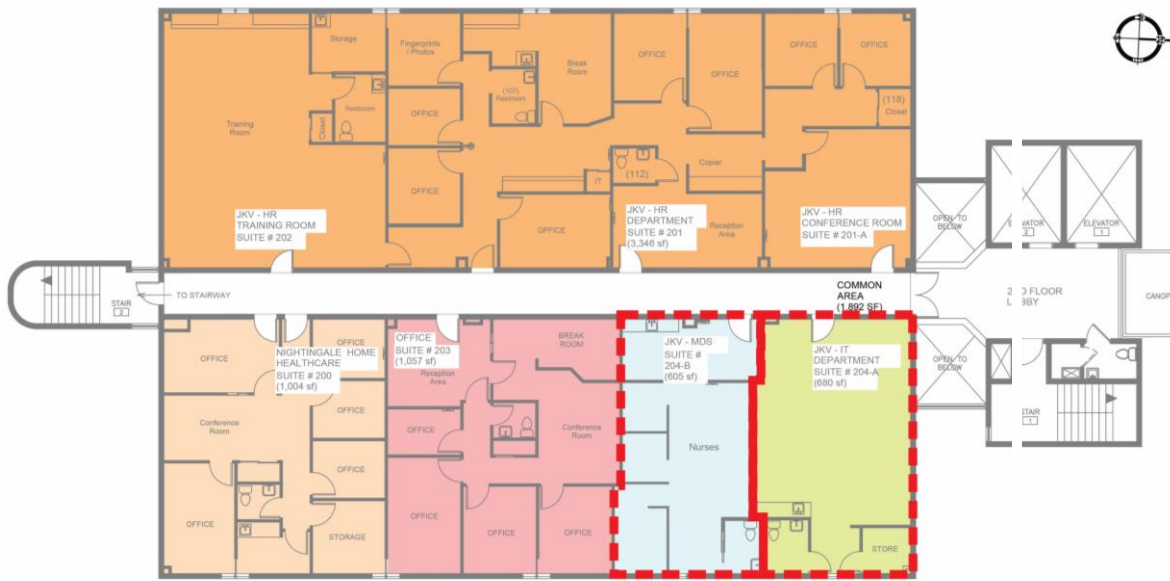 Storage
Fingerprints
/ Photos
OFFICE
Break
Room
OFFICE
OFFICE
OFFICE
OFFICE
(107)
Restroom
(118)
Closet
Training
Room
Closet
Restroom
OFFICE
OFFICE
IT
(112)
Copier
JKV - HR
TRAINING ROOM
SUITE # 202
OFFICE
JKV - HR
DEPARTMENT
SUITE # 201
(3,346 sf)
Reception
Area
JKV - HR
CONFERENCE ROOM
SUITE # 201-A
OPEN TO
BELOW
ELEVATOR
2
ELEVATOR
1
STAIR
2
TO STAIRWAY
COMMON
AREA
(1,892 SF)
2ND FLOOR
LOBBY
CANOP
OFFICE
NIGHTINGALE HOME
HEALTHCARE
SUITE # 200
(1,004 sf)
OFFICE
OFFICE
SUITE # 203
(1,057 sf)
Reception
Area
BREAK
ROOM
JKV - MDS
SUITE #
204-B
(605 sf)
JKV - IT
DEPARTMENT
SUITE # 204-A
(680 sf)
OPEN TO
BELOW
Conference
Room
OFFICE
OFFICE
Conference
Room
Nurses
STAIR
1
OFFICE
OFFICE
STORAGE
OFFICE
OFFICE
OFFICE
STORE